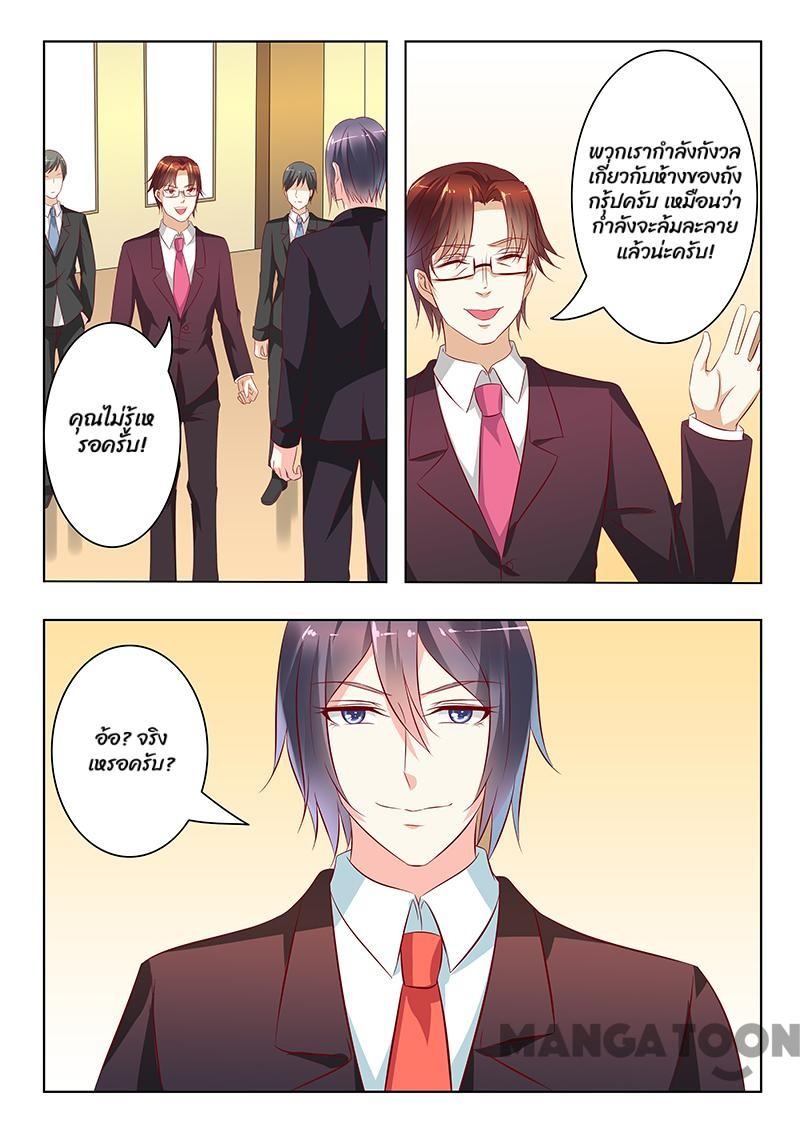 คุณไม่รู้เห
รอครับ!
พวกเรากำลังกังวล
เกี่ยวกับห้างของถัง
กรุ้ปครับ เหมือนว่า
กำลังจะล้มละลาย
แล้วน่ะครับ!
อ้อ? จริง
เหรอครับ?
MANGATOON